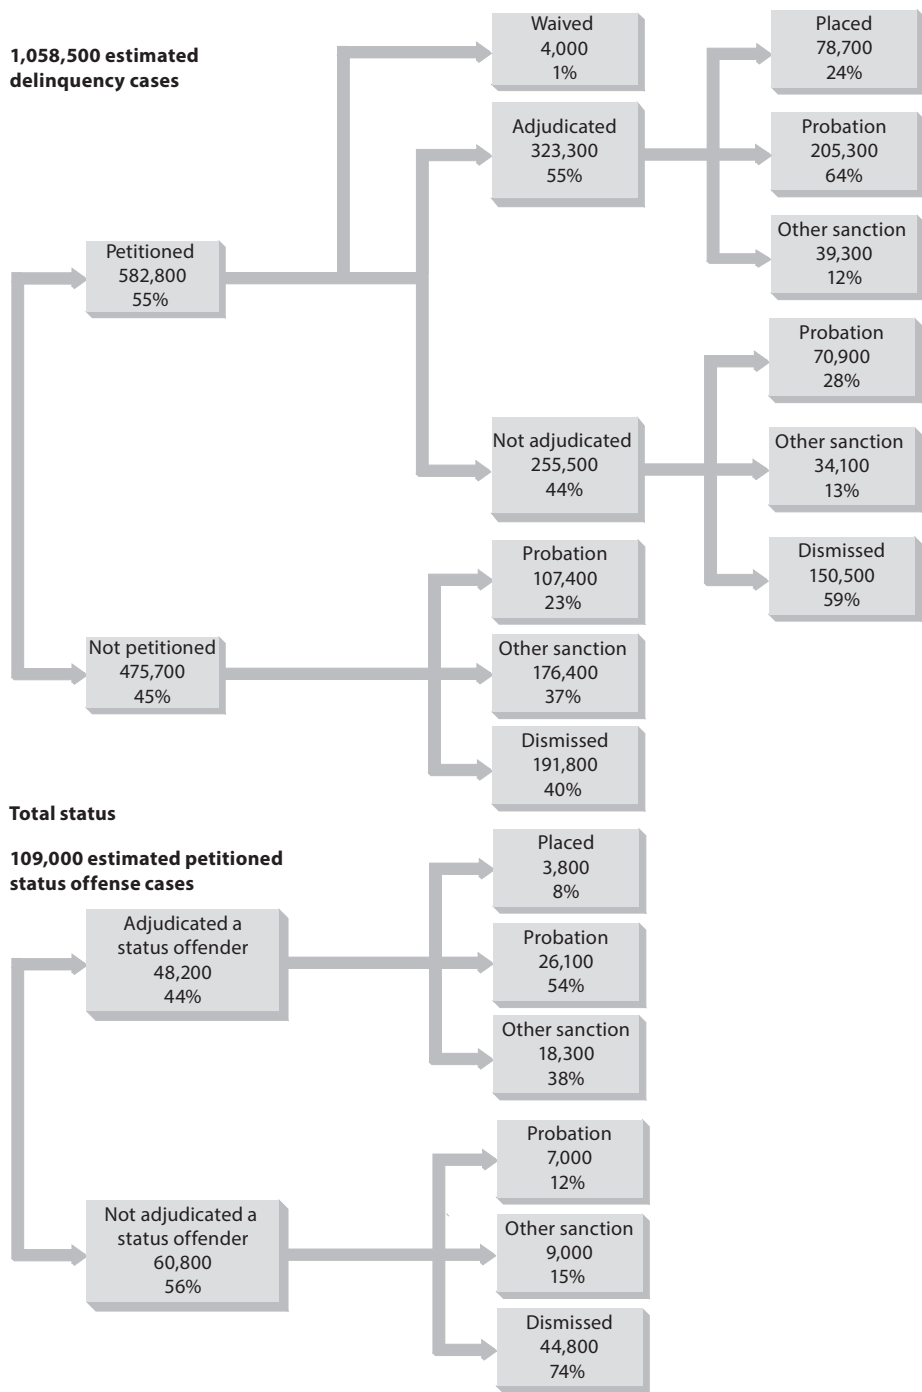 1,058,500 estimated
delinquency cases
Petitioned
582,800
55%
Waived
4,000
1%
Adjudicated
323,300
55%
Placed
78,700
24%
Probation
205,300
64%
Other sanction
39,300
12%
Not adjudicated
255,500
44%
Probation
70,900
28%
Other sanction
34,100
13%
Dismissed
150,500
59%
Not petitioned
475,700
45%
Probation
107,400
23%
Other sanction
176,400
37%
Dismissed
191,800
40%
Total status
109,000 estimated petitioned
status offense cases
Adjudicated a
status offender
48,200
44%
Placed
3,800
8%
Probation
26,100
54%
Other sanction
18,300
38%
Not adjudicated a
status offender
60,800
56%
Probation
7,000
12%
Other sanction
9,000
15%
Dismissed
44,800
74%